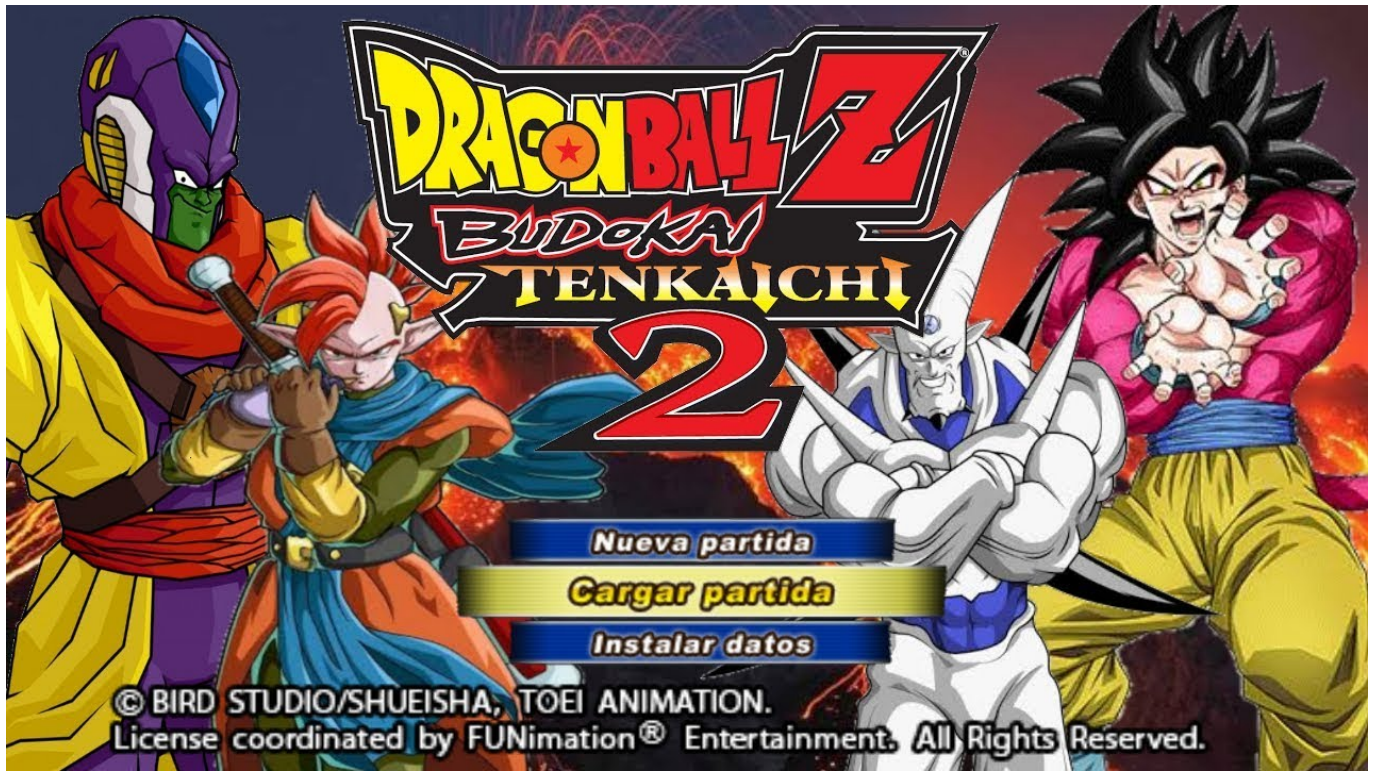 DRAGON BALL Z®
BUDOKAI
TENKAICHI
2
Nueva partida
Cargar partida
Instalar datos
© BIRD STUDIO/SHUEISHA, TOEI ANIMATION.
License coordinated by FUNimation® Entertainment. All Rights Reserved.